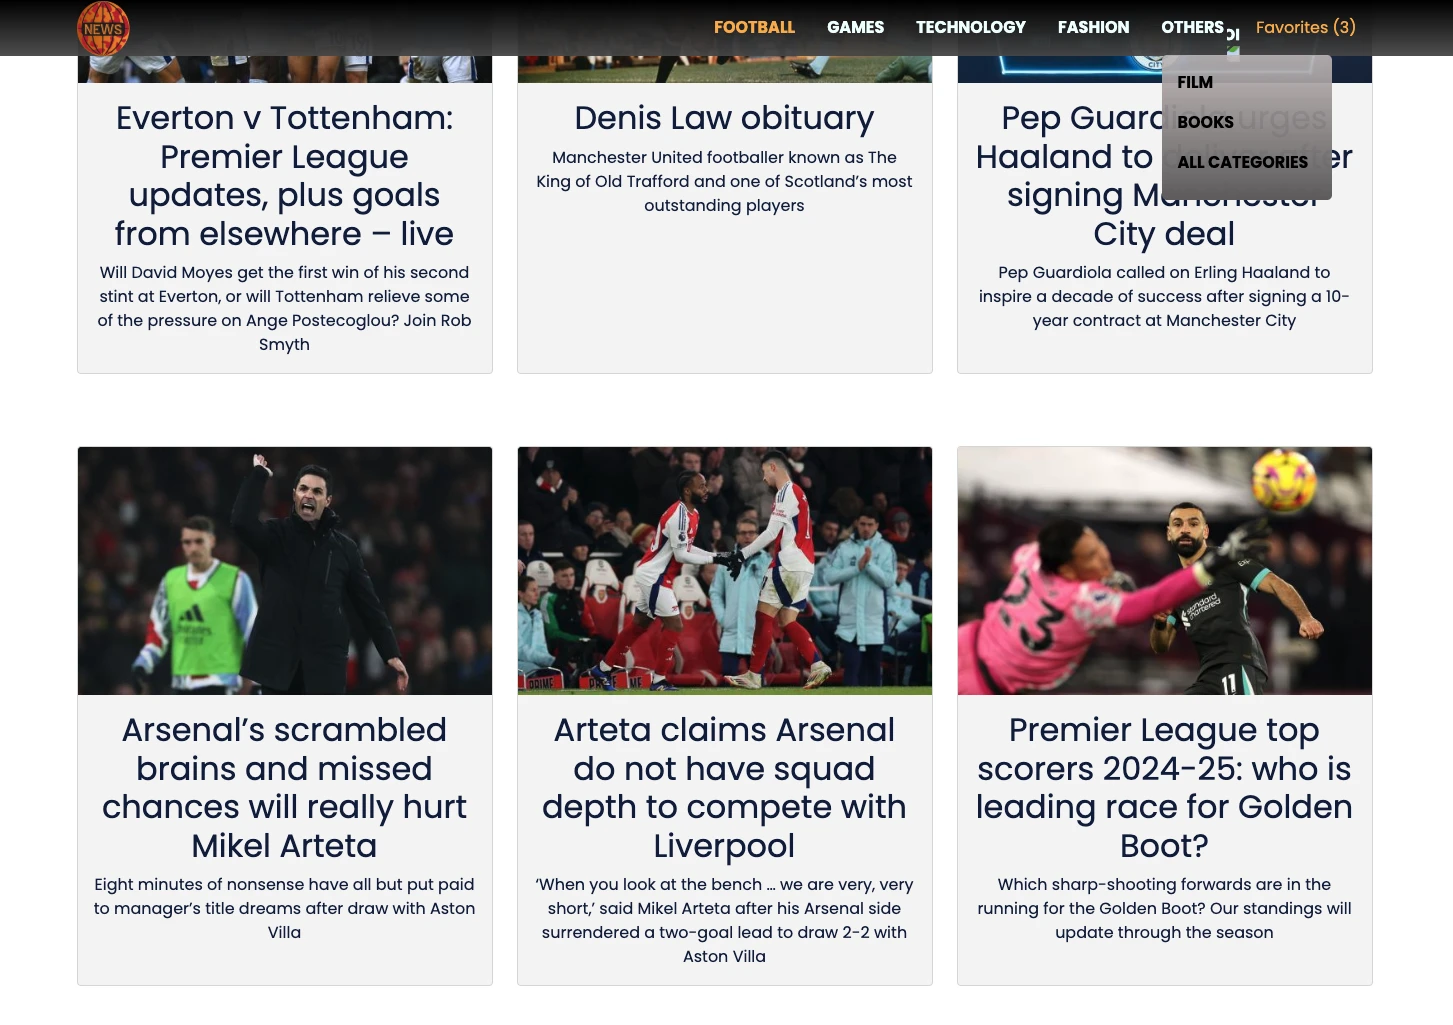 NEWS
FOOTBALL GAMES TECHNOLOGY FASHION OTHERS Favorites (3)
FILM
BOOKS
ALL CATEGORIES
CITY
Everton v Tottenham:
Premier League
updates, plus goals
from elsewhere – live
Will David Moyes get the first win of his second
stint at Everton, or will Tottenham relieve some
of the pressure on Ange Postecoglou? Join Rob
Smyth
Denis Law obituary
Manchester United footballer known as The
King of Old Trafford and one of Scotland’s most
outstanding players
Pep Guardiola urges
Haaland to deliver after
signing Manchester
City deal
Pep Guardiola called on Erling Haaland to
inspire a decade of success after signing a 10-
year contract at Manchester City
Arsenal’s scrambled
brains and missed
chances will really hurt
Mikel Arteta
Eight minutes of nonsense have all but put paid
to manager’s title dreams after draw with Aston
Villa
PRIME
Arteta claims Arsenal
do not have squad
depth to compete with
Liverpool
‘When you look at the bench … we are very, very
short,’ said Mikel Arteta after his Arsenal side
surrendered a two-goal lead to draw 2-2 with
Aston Villa
23
standard
chartered
11
Premier League top
scorers 2024-25: who is
leading race for Golden
Boot?
Which sharp-shooting forwards are in the
running for the Golden Boot? Our standings will
update through the season